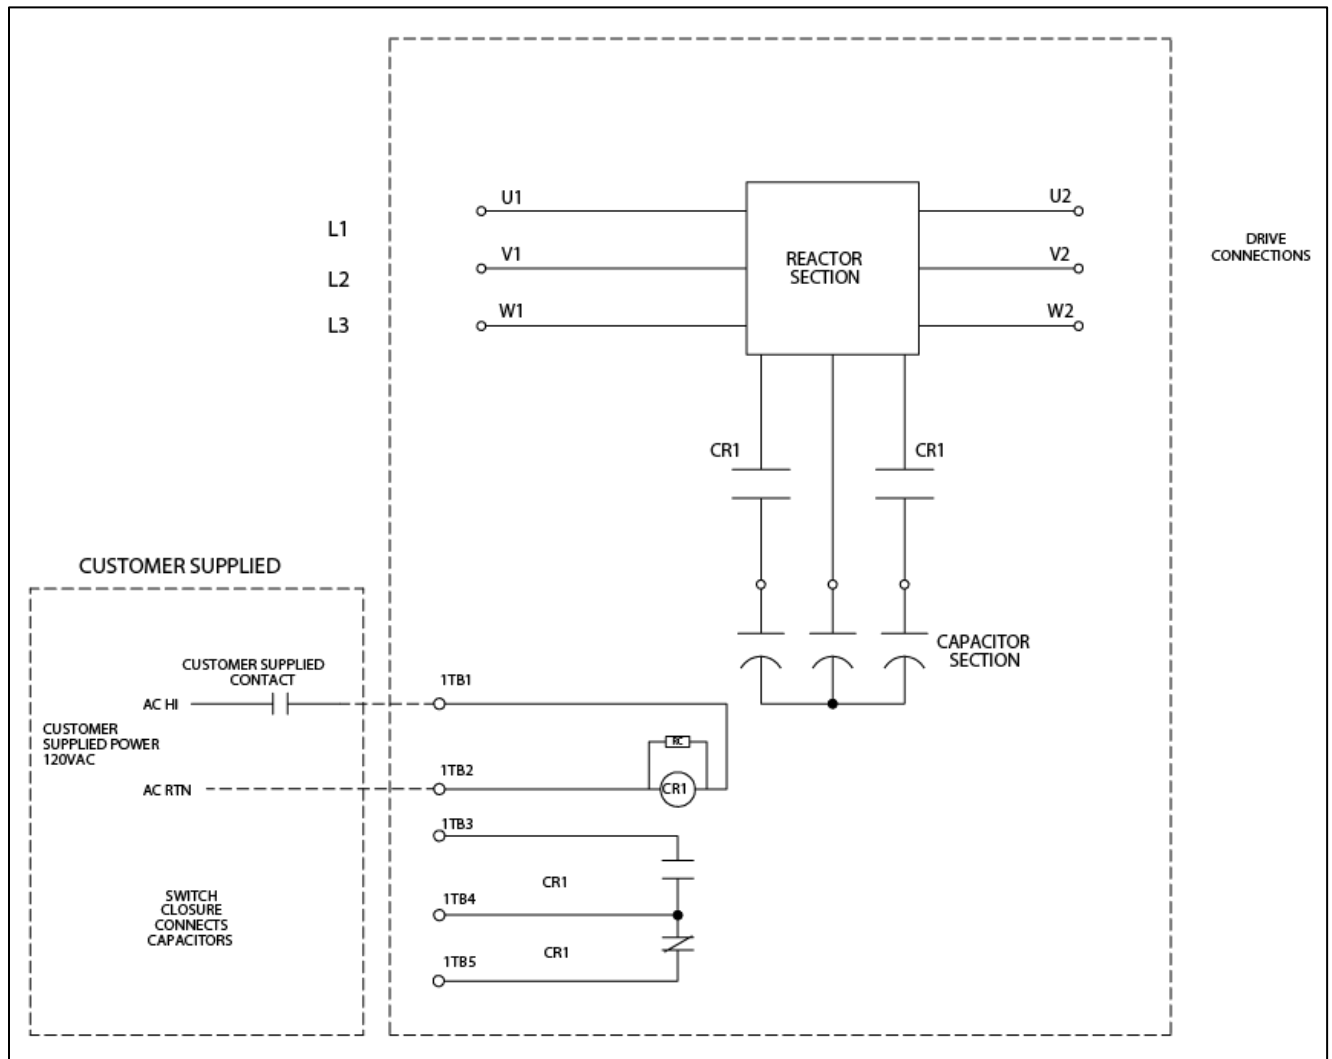 U1
U2
L1
DRIVE
CONNECTIONS
V1
V2
REACTOR
SECTION
L2
W1
W2
L3
CR1
CR1
CUSTOMER SUPPLIED
CAPACITOR
SECTION
CUSTOMER SUPPLIED
CONTACT
1TB1
AC HI
CUSTOMER
SUPPLIED POWER
120VAC
RC
1TB2
AC RTN
CR1
1TB3
CR1
SWITCH
CLOSURE
CONNECTS
CAPACITORS
1TB4
CR1
1TB5